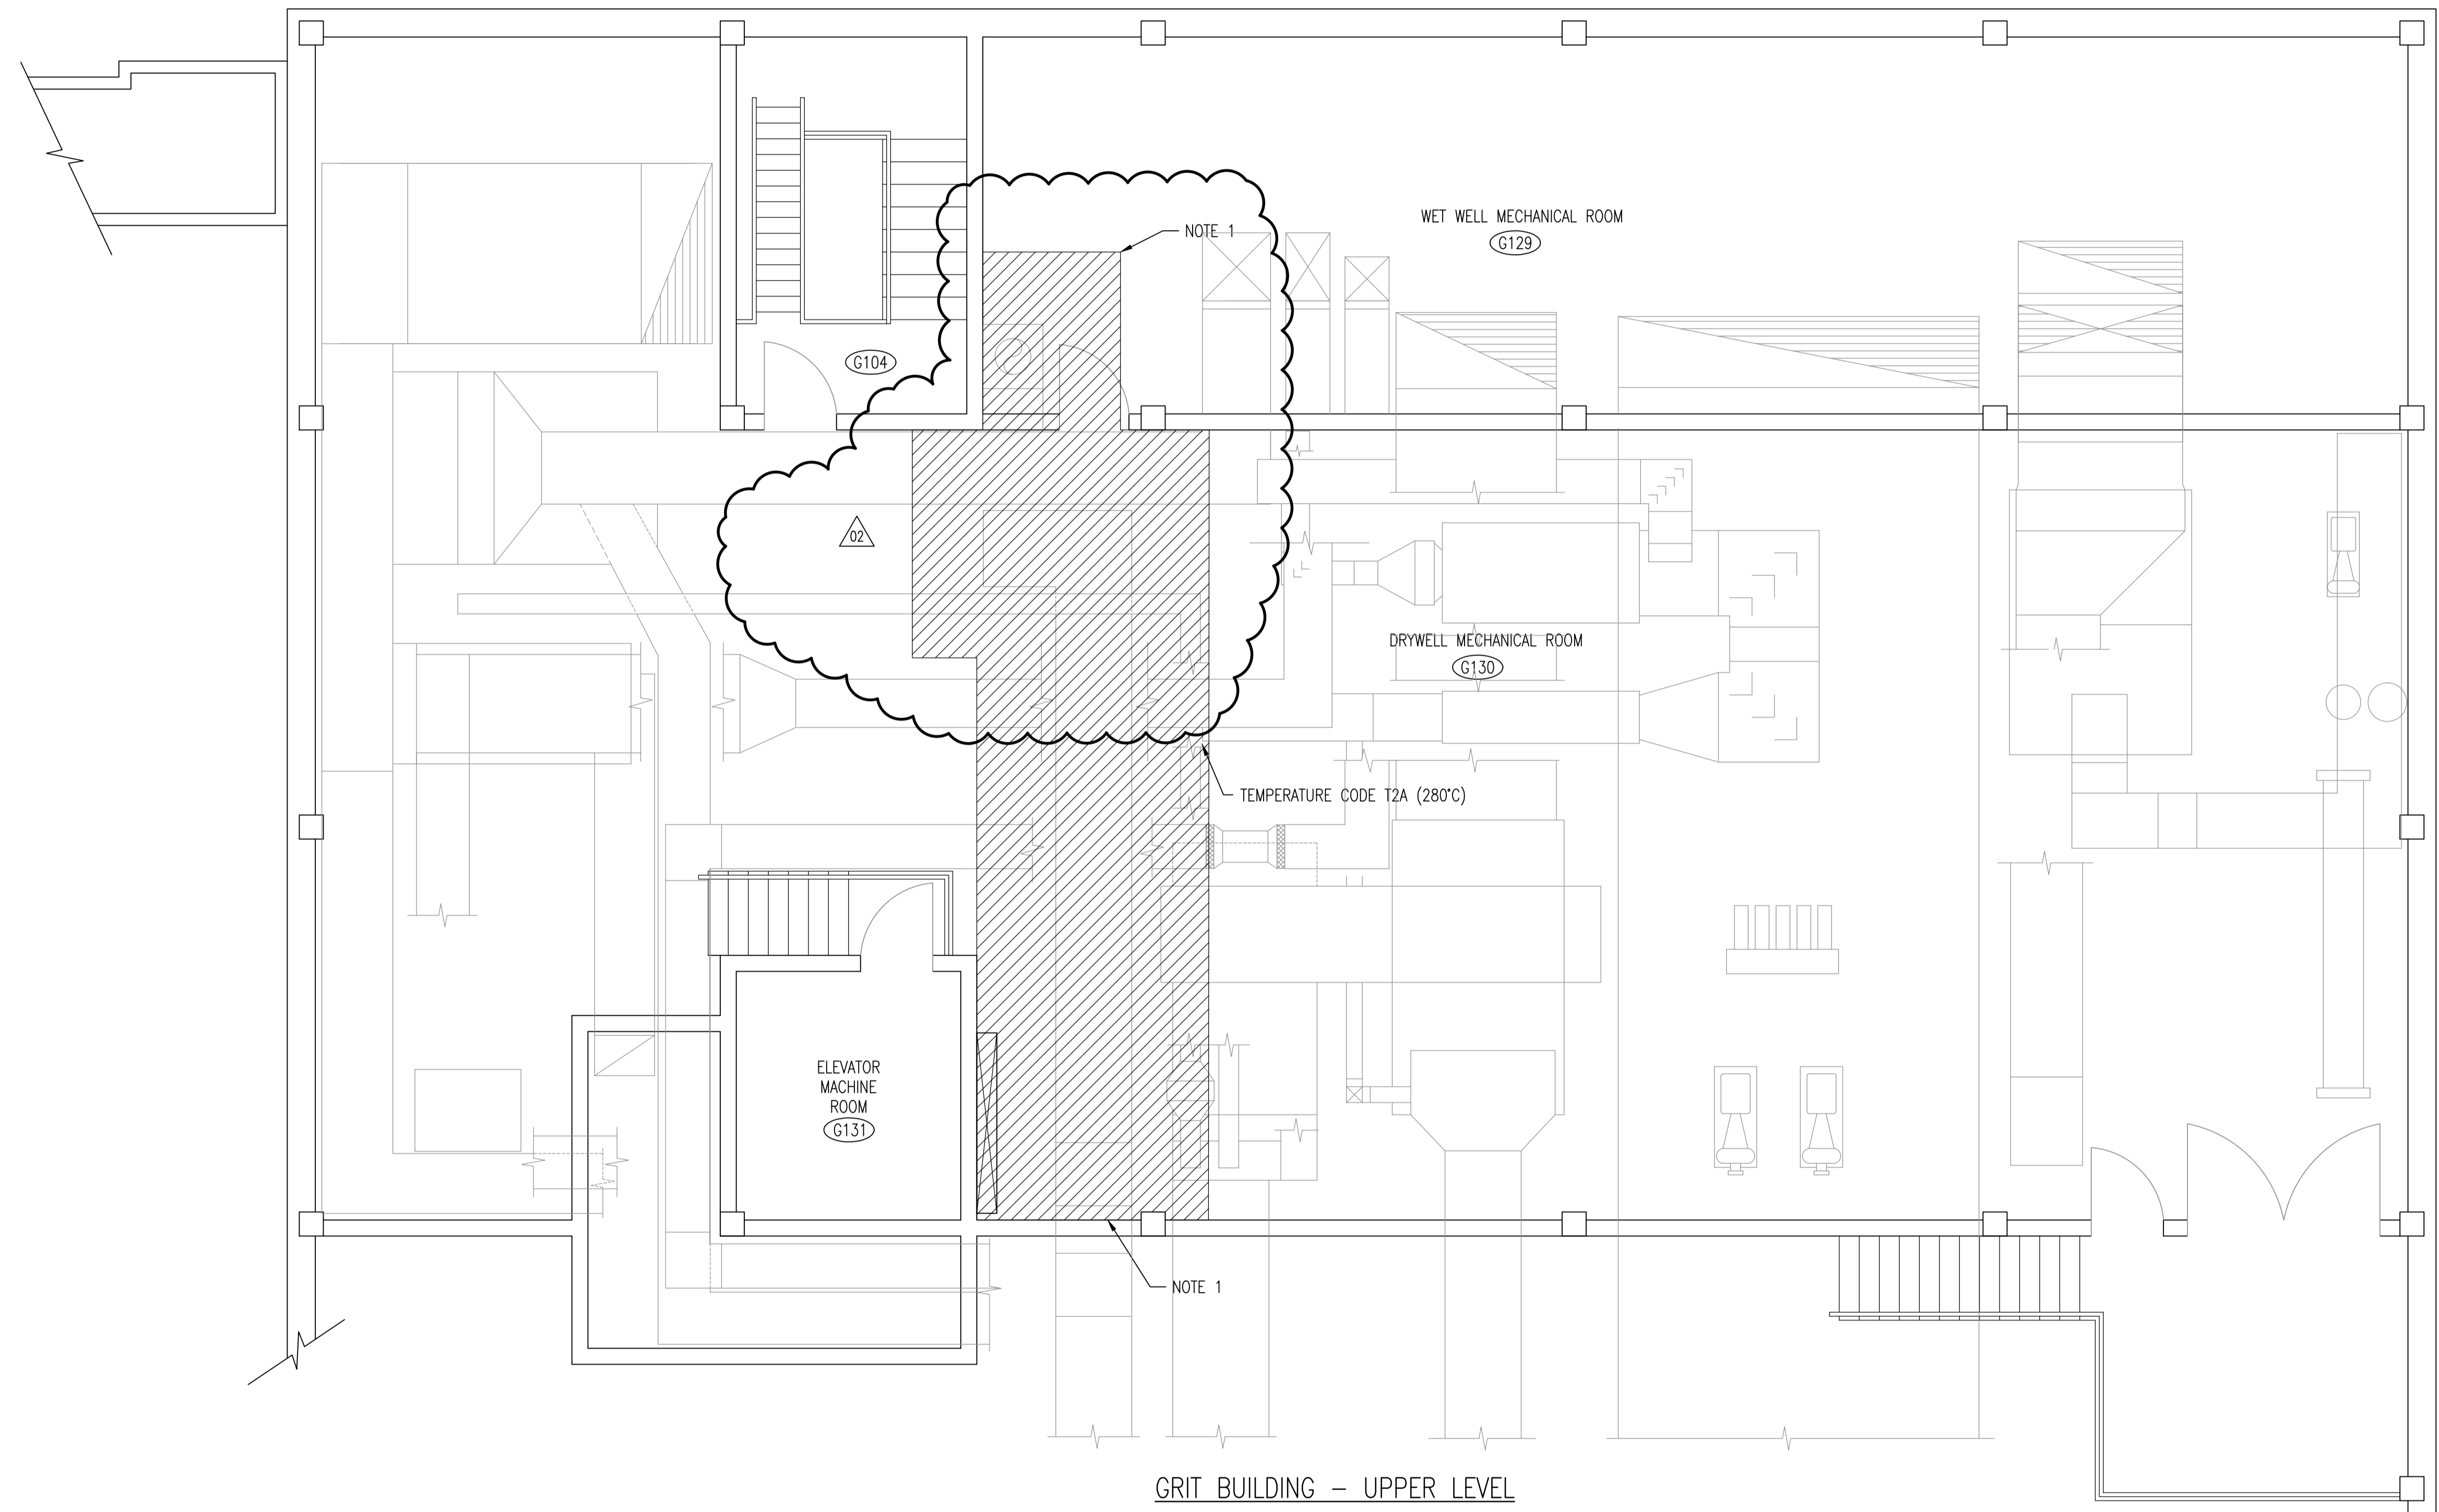 NOTE 1
WET WELL MECHANICAL ROOM
G129
G104
02
DRYWELL MECHANICAL ROOM
G130
TEMPERATURE CODE T2A (280°C)
ELEVATOR
MACHINE
ROOM
G131
NOTE 1
GRIT BUILDING – UPPER LEVEL